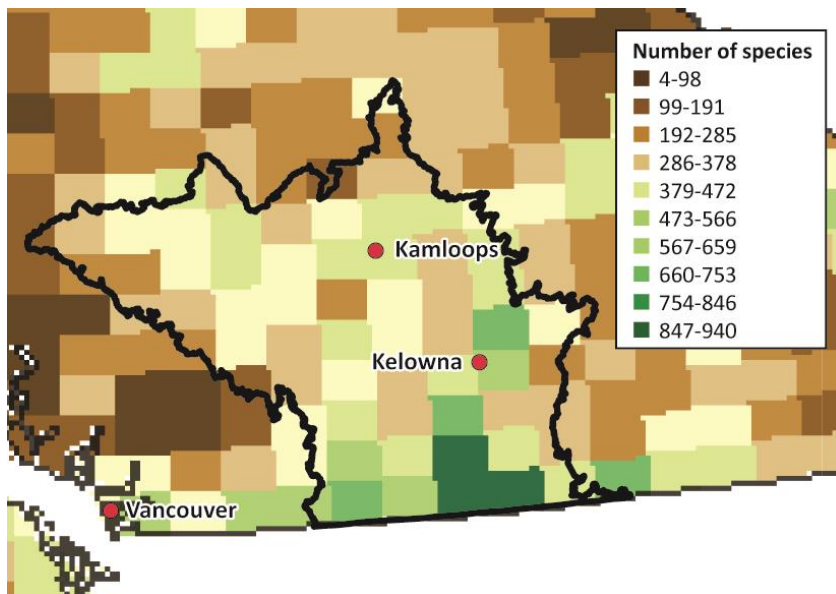 Number of species
4-98
99-191
192-285
286-378
379-472
473-566
567-659
660-753
754-846
847-940
Kamloops
Kelowna
Vancouver